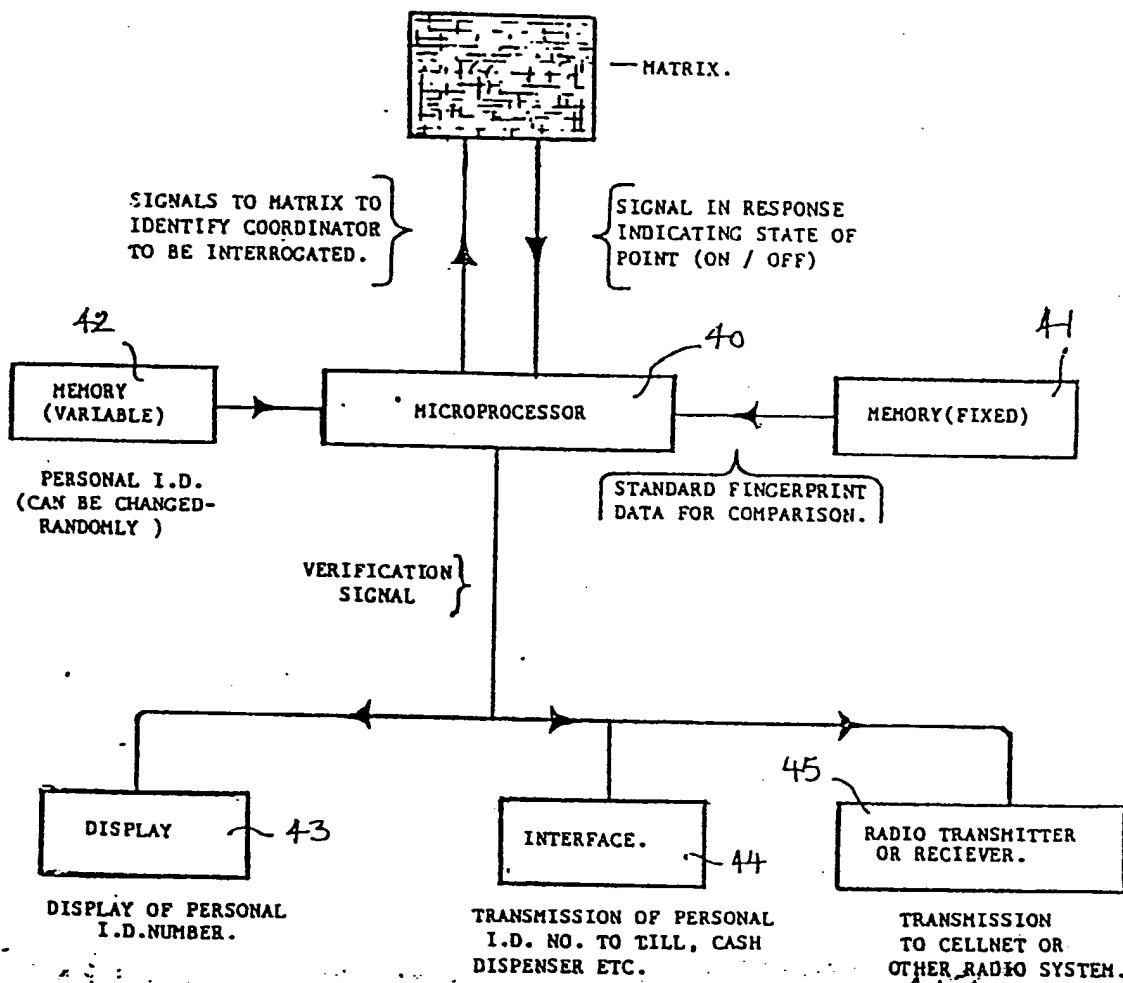 MATRIX.
SIGNALS TO MATRIX TO
IDENTIFY COORDINATOR
TO BE INTERROGATED.
SIGNAL IN RESPONSE
INDICATING STATE OF
POINT (ON / OFF)
42
40
41
MEMORY
(VARIABLE)
MICROPROCESSOR
MEMORY(FIXED)
PERSONAL I.D.
(CAN BE CHANGED-
RANDOMLY )
STANDARD FINGERPRINT
DATA FOR COMPARISON.
VERIFICATION
SIGNAL
45
DISPLAY
43
INTERFACE.
44
RADIO TRANSMITTER
OR RECIEVER.
DISPLAY OF PERSONAL
I.D.NUMBER.
TRANSMISSION OF PERSONAL
I.D. NO. TO TILL, CASH
DISPENSER ETC.
TRANSMISSION
TO CELLNET OR
OTHER RADIO SYSTEM.